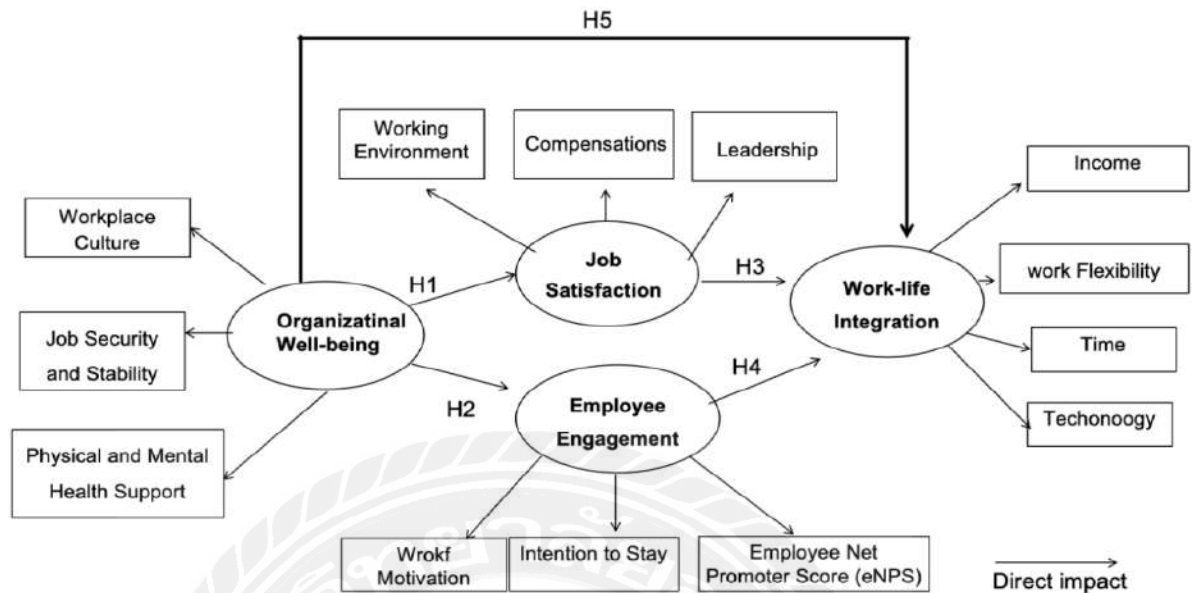 H5
Working
Environment
Compensations
Leadership
Income
Workplace
Culture
work Flexibility
Job
Satisfaction
H1
H3
Work-life
Integration
Organizatinal
Well-being
Job Security
and Stability
Time
H2
H4
Employee
Engagement
Techonoogy
Physical and Mental
Health Support
Wrokf
Motivation
Intention to Stay
Employee Net
Promoter Score (eNPS)
Direct impact